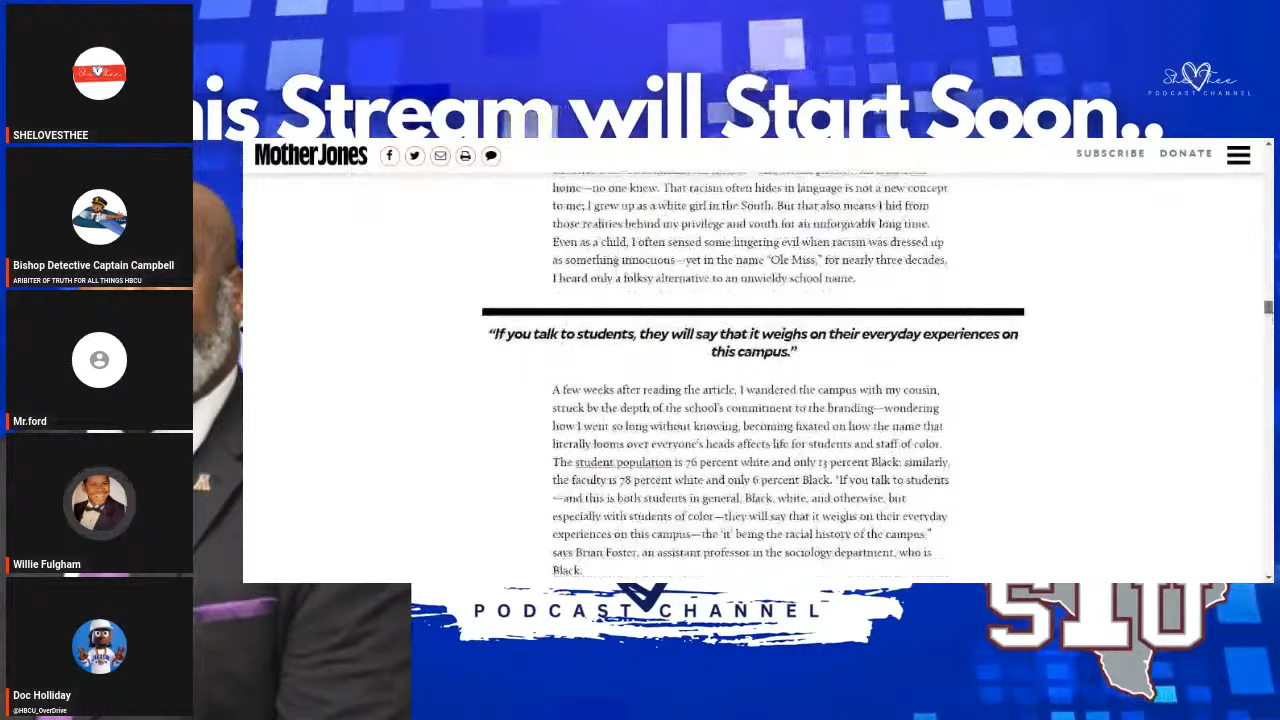 SHELOVESTHEE
Bishop Detective Captain Campbell
ARIBITER OF TRUTH FOR ALL THINGS HBCU
Mr.ford
Willie Fulgham
Doc Holliday
@HBCU_OverDrive
his Stream will Start Soon..
SheLovesThee
PODCAST CHANNEL
Mother Jones
SUBSCRIBE DONATE
home—no one knew. That racism often hides in language is not a new concept
to me; I grew up as a white girl in the South. But that also means I hid from
those realities behind my privilege and youth for an unforgivably long time.
Even as a child, I often sensed some lingering evil when racism was dressed up
as something innocuous—yet in the name “Ole Miss,” for nearly three decades,
I heard only a folksy alternative to an unwieldy school name.
“If you talk to students, they will say that it weighs on their everyday experiences on
this campus.”
A few weeks after reading the article, I wandered the campus with my cousin,
struck by the depth of the school’s commitment to the branding—wondering
how I went so long without knowing, becoming fixated on how the name that
literally looms over everyone’s heads affects life for students and staff of color.
The student population is 76 percent white and only 13 percent Black; similarly,
the faculty is 78 percent white and only 6 percent Black. “If you talk to students
—and this is both students in general, Black, white, and otherwise, but
especially with students of color—they will say that it weighs on their everyday
experiences on this campus—the ‘it’ being the racial history of the campus,”
says Brian Foster, an assistant professor in the sociology department, who is
Black.
PODCAST CHANNEL